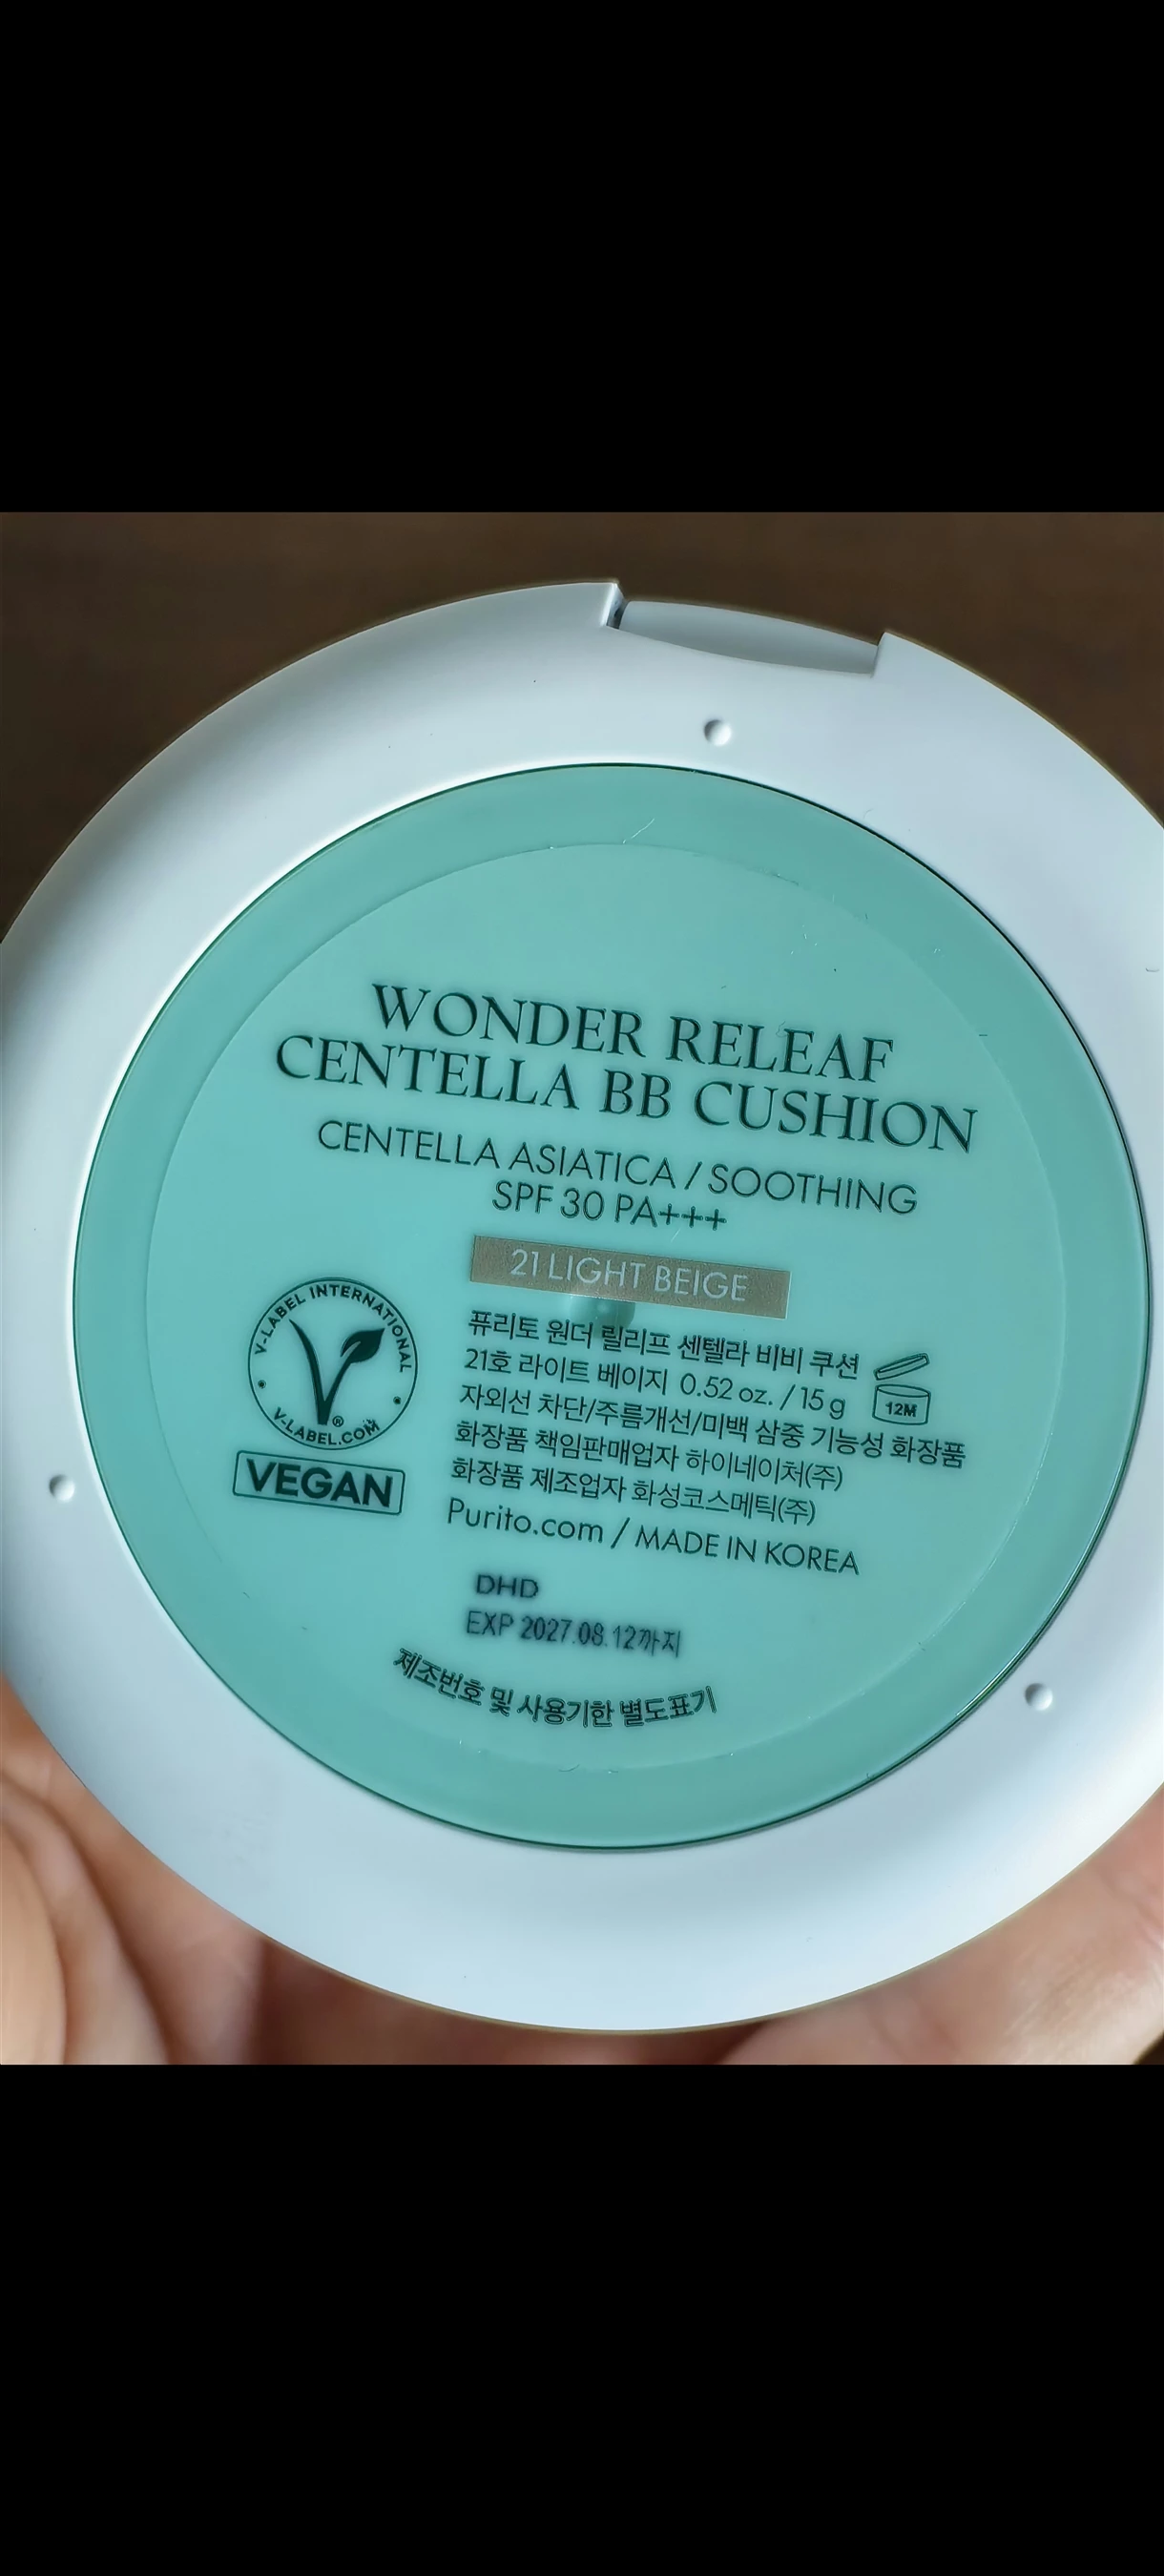 WONDER RELEAF
CENTELLA BB CUSHION
CENTELLA ASIATICA / SOOTHING
SPF 30 PA+++
21 LIGHT BEIGE
V-LABEL INTERNATIONAL
V-LABEL.COM
®
VEGAN
퓨리토 원더 릴리프 센텔라 비비 쿠션
21호 라이트 베이지 0.52 oz. / 15 g
12M
자외선 차단/주름개선/미백 삼중 기능성 화장품
화장품 책임판매업자 하이네이처(주)
화장품 제조업자 화성코스메틱(주)
Purito.com / MADE IN KOREA
DHD
EXP 2027.08.12까지
제조번호 및 사용기한 별도표기